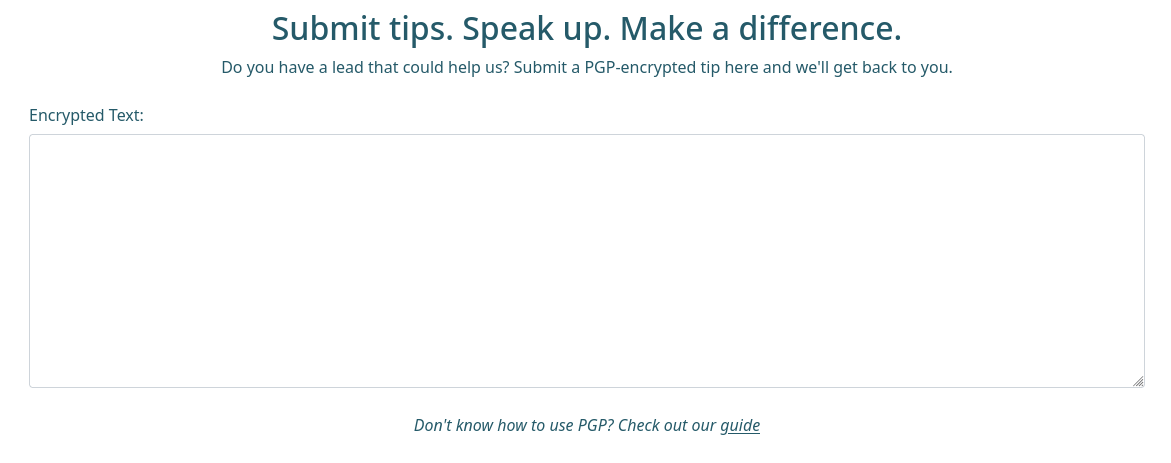 Submit tips. Speak up. Make a difference.
Do you have a lead that could help us? Submit a PGP-encrypted tip here and we'll get back to you.
Encrypted Text:
Don't know how to use PGP? Check out our guide